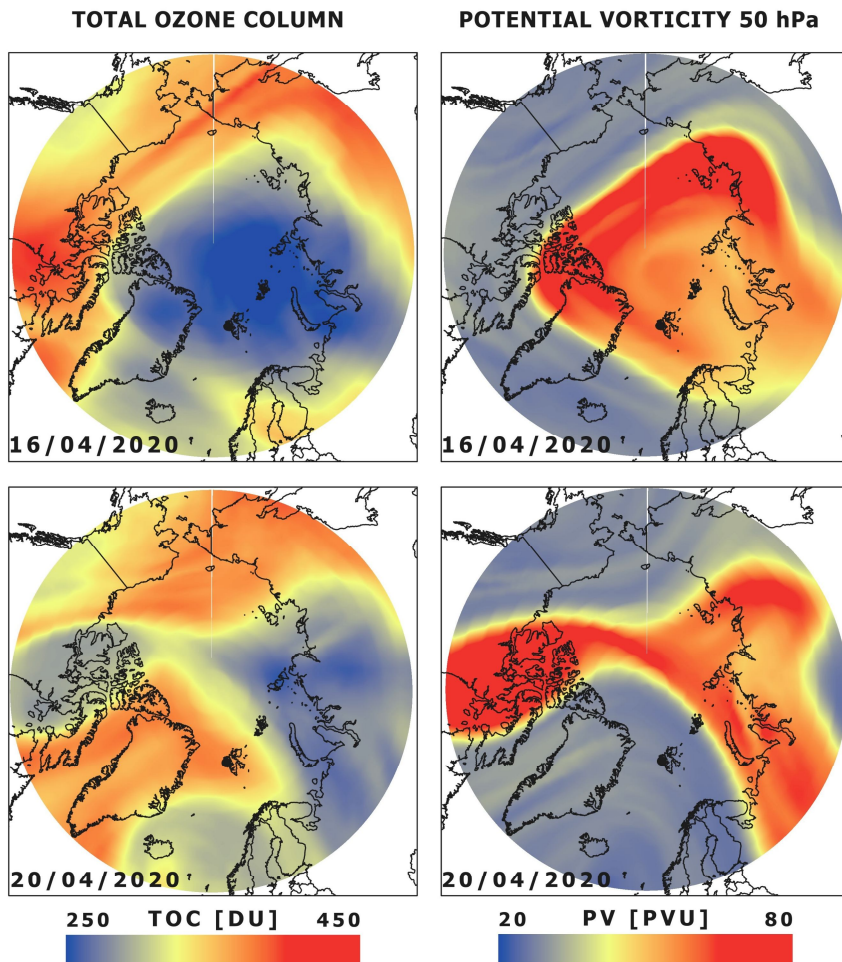 TOTAL OZONE COLUMN
POTENTIAL VORTICITY 50 hPa
16/04/2020
16/04/2020
20/04/2020
20/04/2020
250 TOC [DU] 450
20 PV [PVU] 80